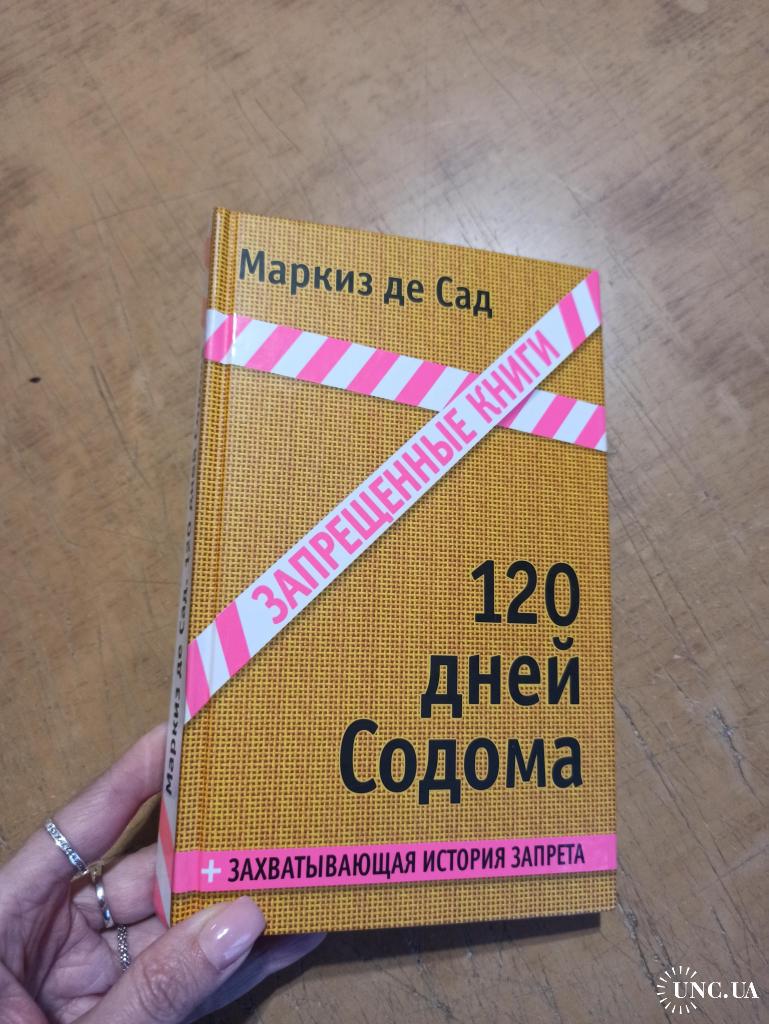 Маркиз де Сад
ЗАПРЕЩЕННЫЕ КНИГИ
120
дней
Содома
+ ЗАХВАТЫВАЮЩАЯ ИСТОРИЯ ЗАПРЕТА
Маркиз де Сад 120 дней
UNC.UA